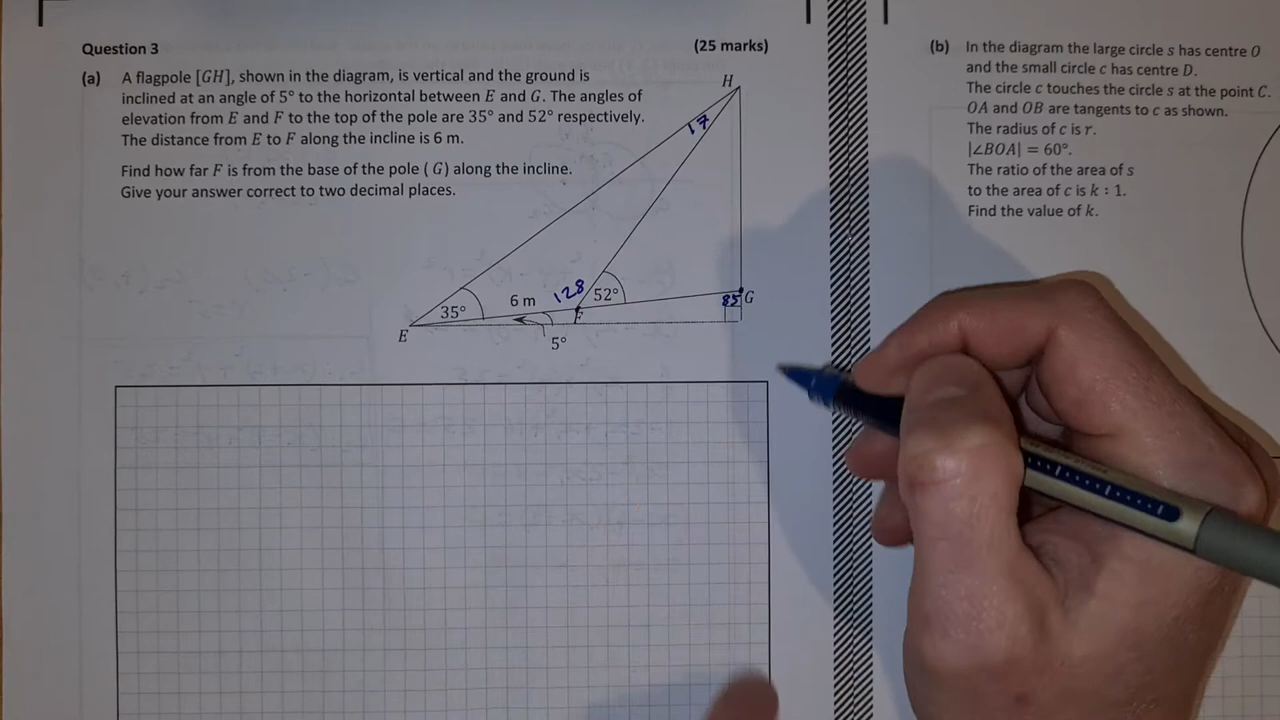 Question 3 (25 marks)
(a) A flagpole [GH], shown in the diagram, is vertical and the ground is
inclined at an angle of 5° to the horizontal between E and G. The angles of
elevation from E and F to the top of the pole are 35° and 52° respectively.
The distance from E to F along the incline is 6 m.
Find how far F is from the base of the pole ( G) along the incline.
Give your answer correct to two decimal places.
H
17
128
52°
85
G
6 m
35°
F
E
5°
(b) In the diagram the large circle s has centre O
and the small circle c has centre D.
The circle c touches the circle s at the point C.
OA and OB are tangents to c as shown.
The radius of c is r.
|∠BOA| = 60°.
The ratio of the area of s
to the area of c is k : 1.
Find the value of k.